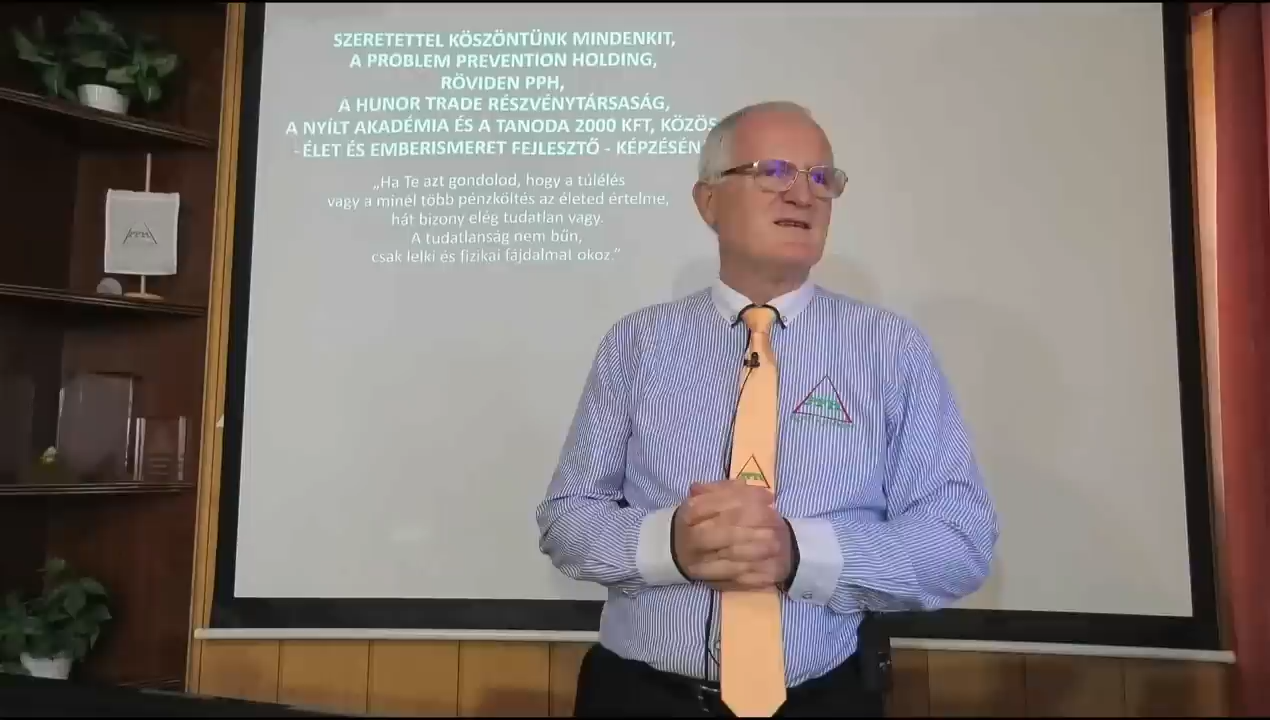 SZERETETTEL KÖSZÖNTÜNK MINDENKIT,
A PROBLEM PREVENTION HOLDING,
RÖVIDEN PPH,
A HUNOR TRADE RÉSZVÉNYTÁRSASÁG,
A NYÍLT AKADÉMIA ÉS A TANODA 2000 KFT, KÖZÖS
- ÉLET ÉS EMBERISMERET FEJLESZTŐ - KÉPZÉSÉN
„Ha Te azt gondolod, hogy a túlélés
vagy a minél több pénzköltés az életed értelme,
hát bizony elég tudatlan vagy.
A tudatlanság nem bűn,
csak lelki és fizikai fájdalmat okoz.”